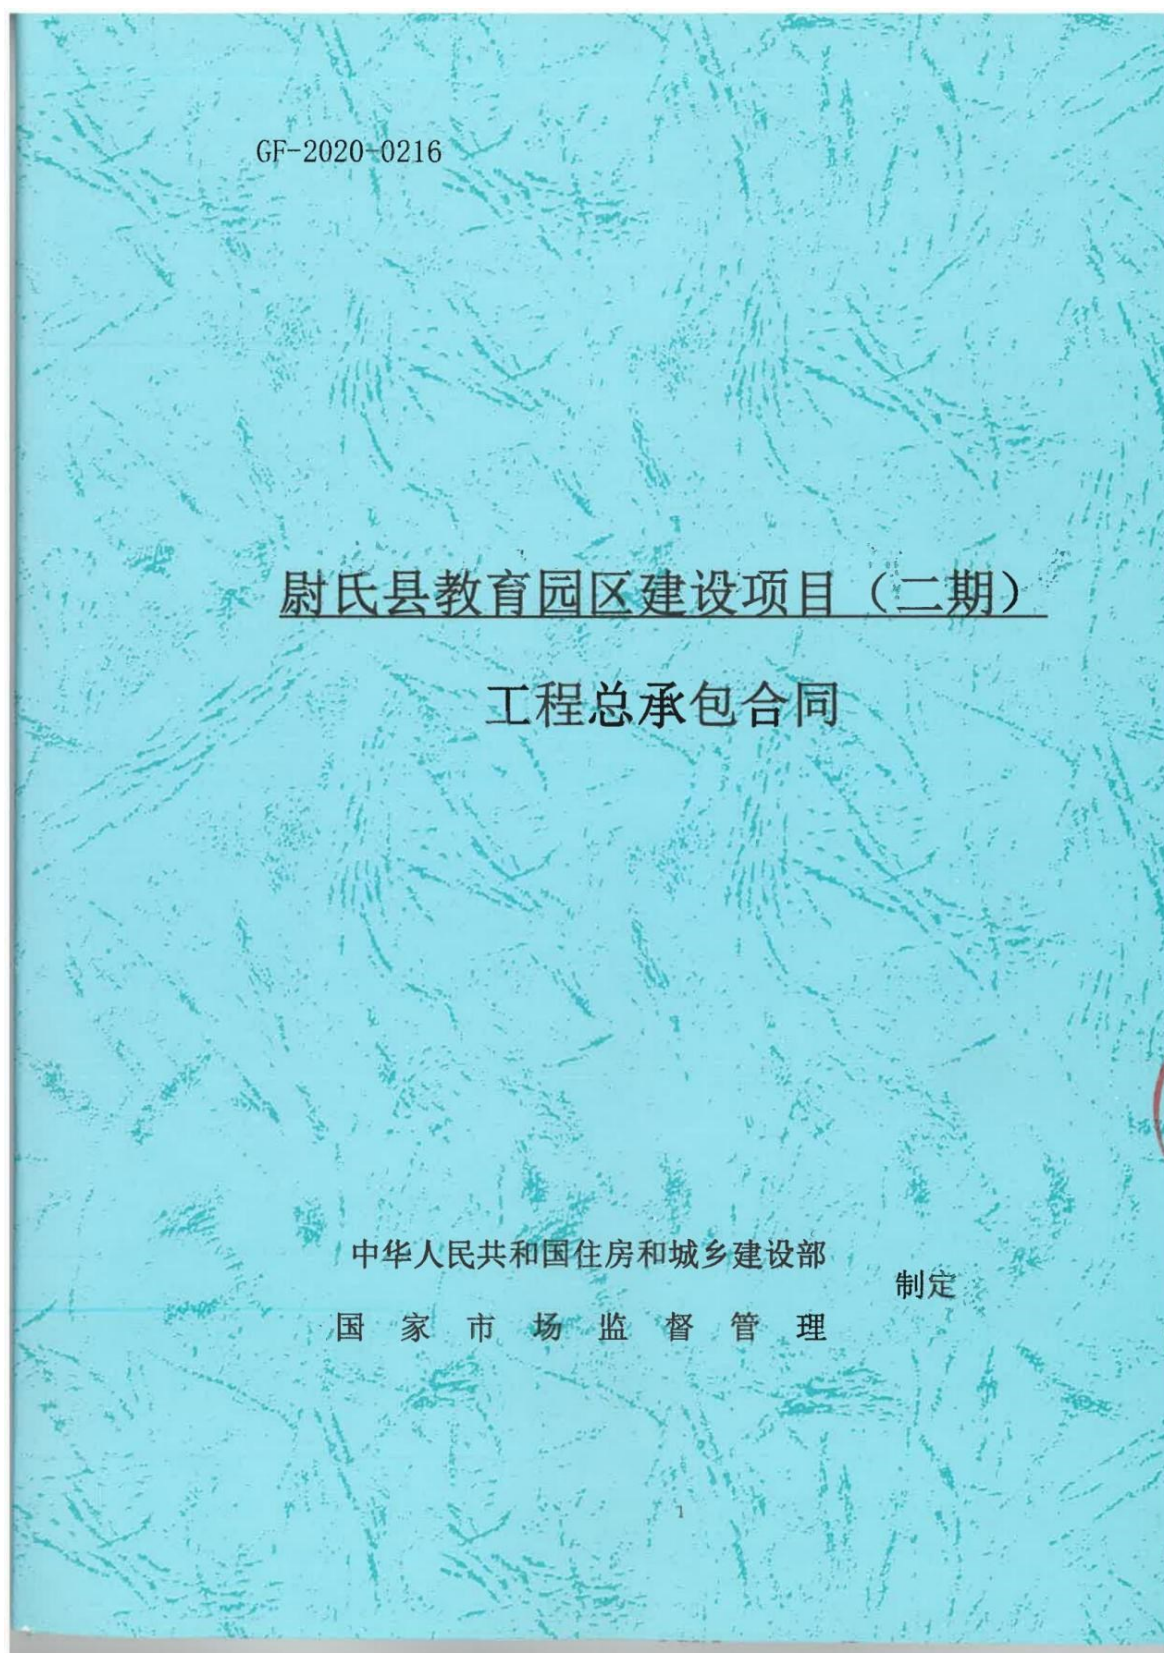 GF-2020-0216
尉氏县教育园区建设项目（二期）
工程总承包合同
中华人民共和国住房和城乡建设部
制定
国家市场监督管理
1